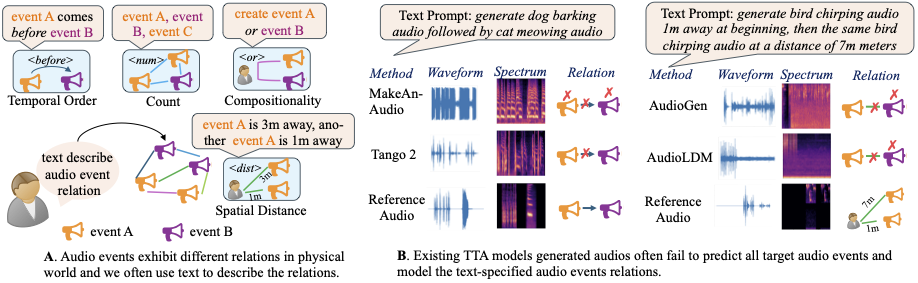 event A comes
before event B
<before>
Temporal Order
event A, event
B, event C
<num>
Count
create event A
or event B
<or>
Compositionality
text describe
audio event
relation
event A is 3m away, ano-
ther event A is 1m away
<dist>
3m
1m
Spatial Distance
event A
event B
A. Audio events exhibit different relations in physical
world and we often use text to describe the relations.
Text Prompt: generate dog barking
audio followed by cat meowing audio
Method Waveform Spectrum Relation
MakeAn-
Audio
Tango 2
Reference
Audio
Text Prompt: generate bird chirping audio
1m away at beginning, then the same bird
chirping audio at a distance of 7m meters
Method Waveform Spectrum Relation
AudioGen
AudioLDM
Reference
Audio
7m
1m
B. Existing TTA models generated audios often fail to predict all target audio events and
model the text-specified audio events relations.